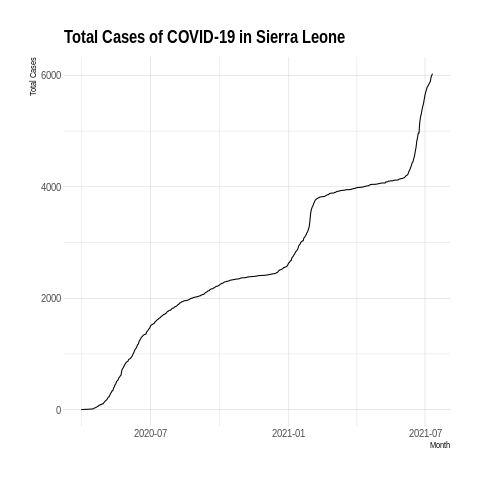 Total Cases of COVID-19 in Sierra Leone
Total Cases
6000
4000
2000
0
2020-07 2021-01 2021-07
Month